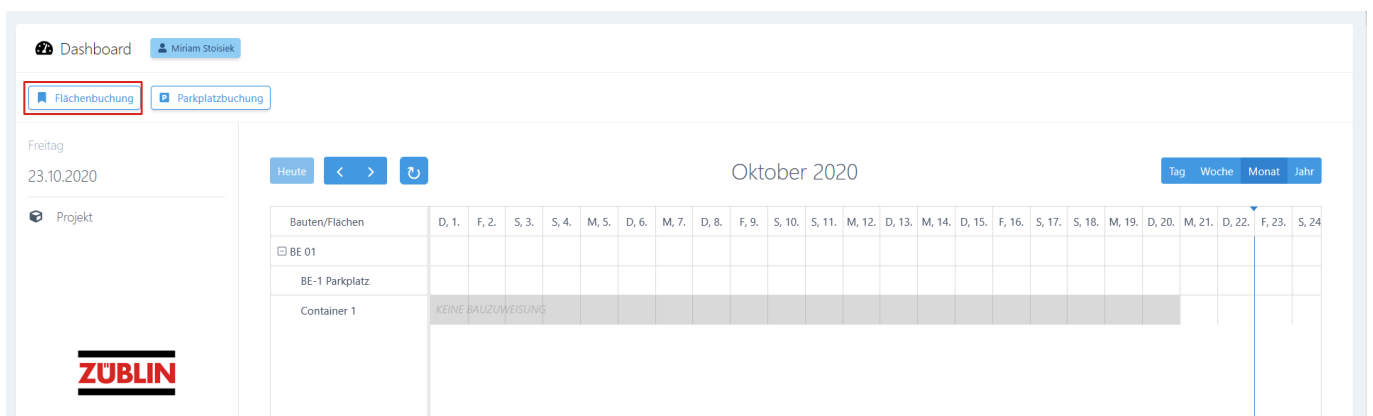 Dashboard Miriam Stoisiek
Flächenbuchung Parkplatzbuchung
Freitag
23.10.2020
Projekt
ZÜBLIN
Heute Oktober 2020 Tag Woche Monat Jahr
Bauten/Flächen D, 1. F, 2. S, 3. S, 4. M, 5. D, 6. M, 7. D, 8. F, 9. S, 10. S, 11. M, 12. D, 13. M, 14. D, 15. F, 16. S, 17. S, 18. M, 19. D, 20. M, 21. D, 22. F, 23. S, 24
BE 01
BE-1 Parkplatz
Container 1 KEINE BAUZUWEISUNG